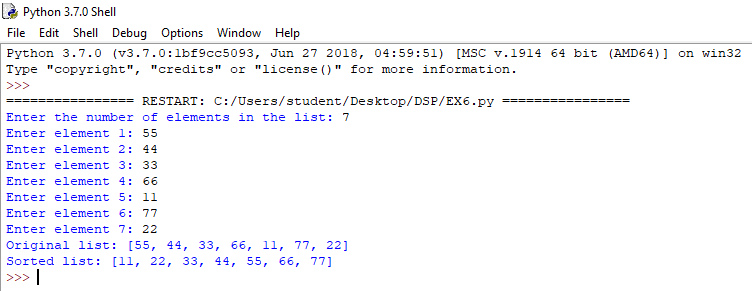 Python 3.7.0 Shell
File Edit Shell Debug Options Window Help
Python 3.7.0 (v3.7.0:1bf9cc5093, Jun 27 2018, 04:59:51) [MSC v.1914 64 bit (AMD64)] on win32
Type "copyright", "credits" or "license()" for more information.
>>>
================ RESTART: C:/Users/student/Desktop/DSP/EX6.py ================
Enter the number of elements in the list: 7
Enter element 1: 55
Enter element 2: 44
Enter element 3: 33
Enter element 4: 66
Enter element 5: 11
Enter element 6: 77
Enter element 7: 22
Original list: [55, 44, 33, 66, 11, 77, 22]
Sorted list: [11, 22, 33, 44, 55, 66, 77]
>>>